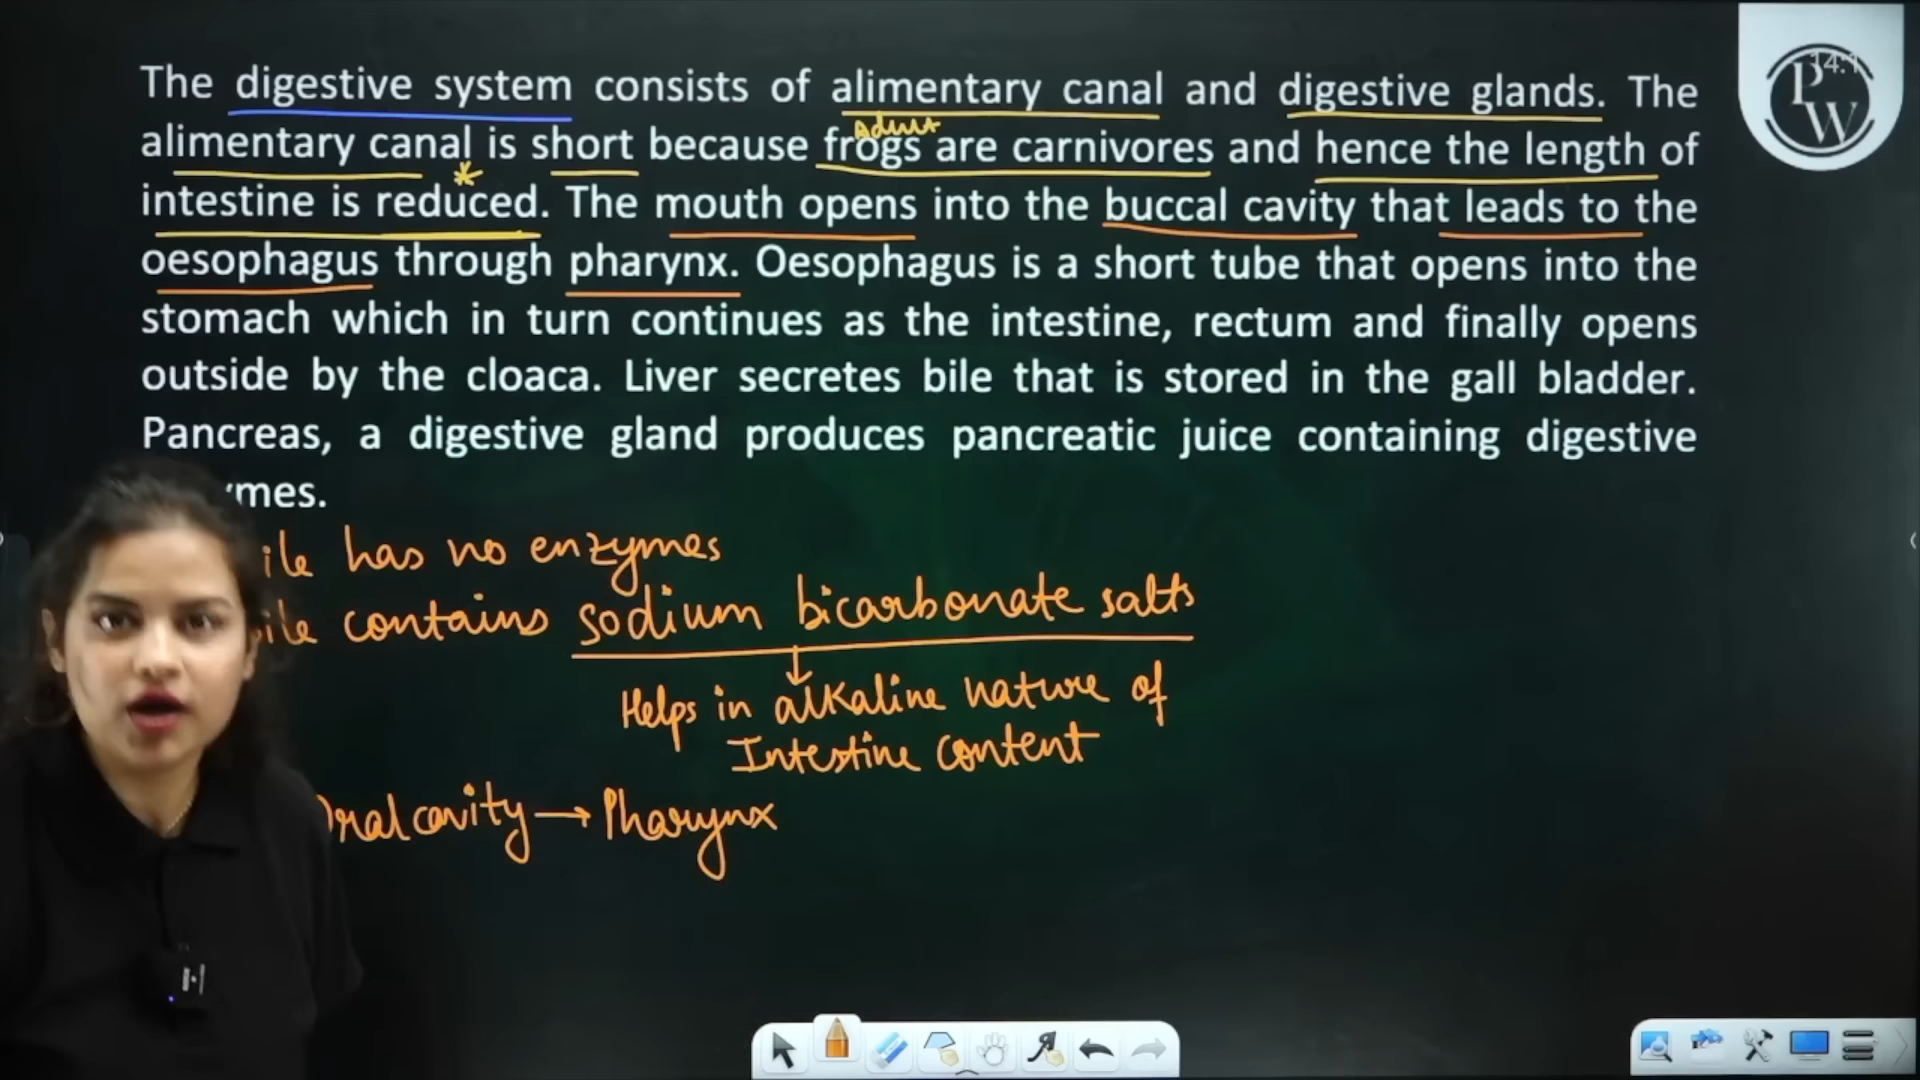 The digestive system consists of alimentary canal and digestive glands. The
Adult
alimentary canal is short because frogs are carnivores and hence the length of
intestine is reduced. The mouth opens into the buccal cavity that leads to the
oesophagus through pharynx. Oesophagus is a short tube that opens into the
stomach which in turn continues as the intestine, rectum and finally opens
outside by the cloaca. Liver secretes bile that is stored in the gall bladder.
Pancreas, a digestive gland produces pancreatic juice containing digestive
ymes.
ile has no enzymes
ile contains sodium bicarbonate salts
Helps in alkaline nature of
Intestine content
Oral cavity → Pharynx
PW